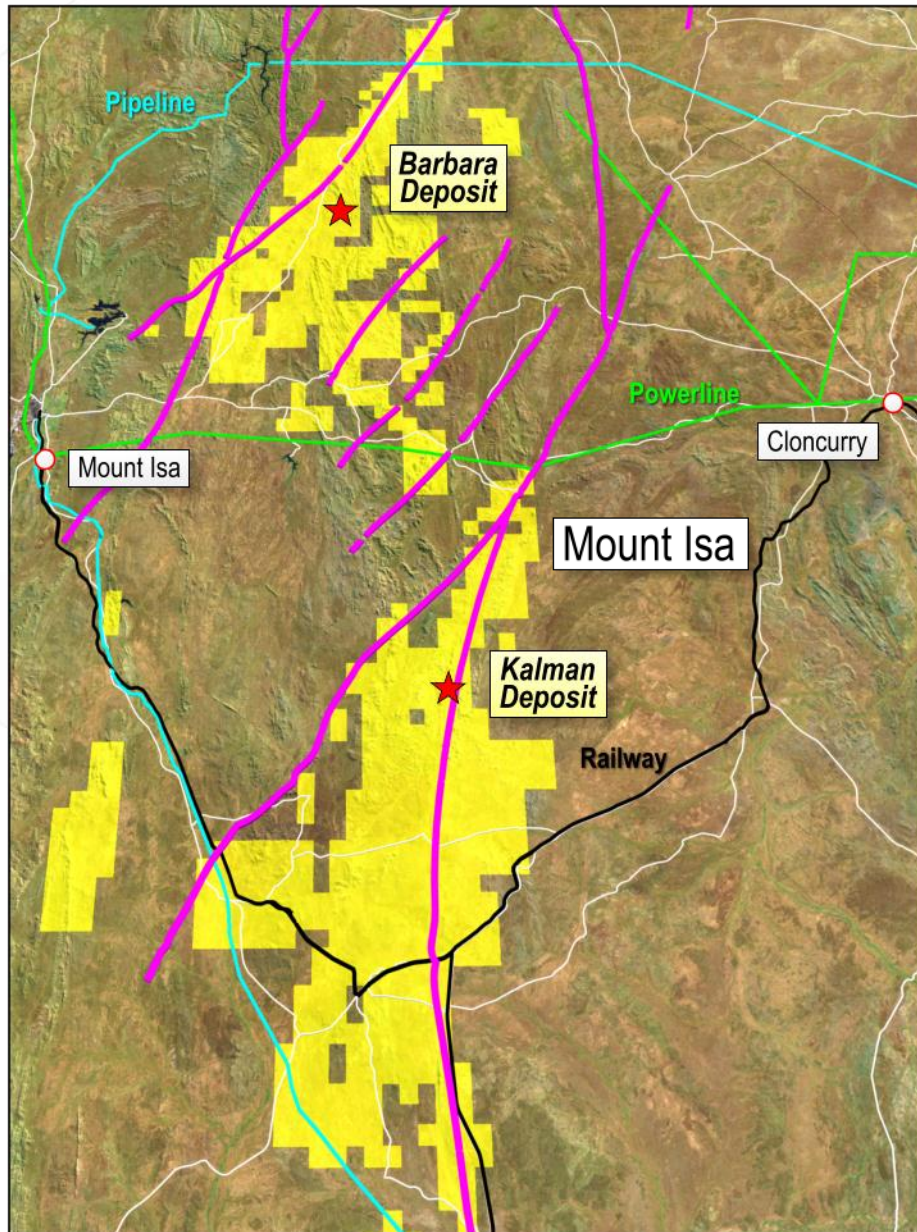 Pipeline
Barbara
Deposit
Powerline
Cloncurry
Mount Isa
Mount Isa
Kalman
Deposit
Railway